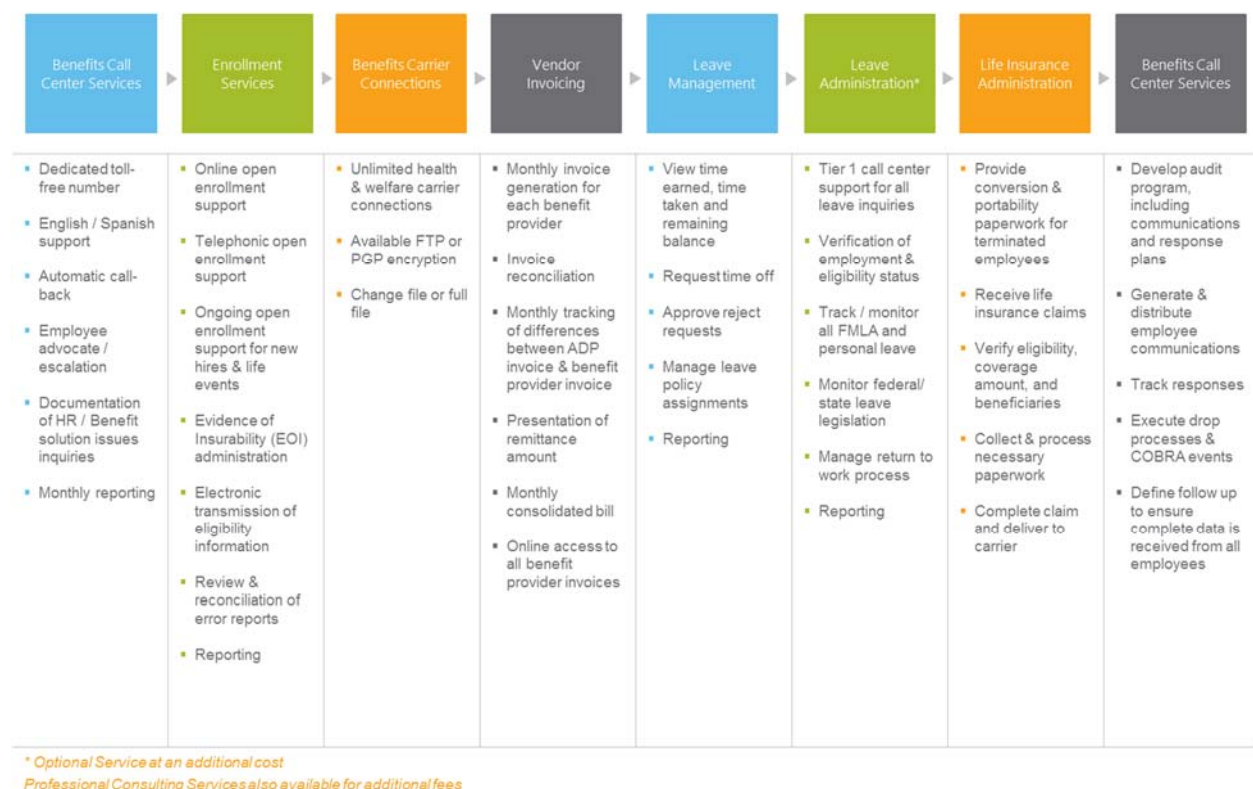 Benefits Call
Center Services
Enrollment
Services
Benefits Carrier
Connections
Vendor
Invoicing
Leave
Management
Leave
Administration*
Life Insurance
Administration
Benefits Call
Center Services
▪ Dedicated toll-
free number
▪ English / Spanish
support
▪ Automatic call-
back
▪ Employee
advocate /
escalation
▪ Documentation
of HR / Benefit
solution issues
inquiries
▪ Monthly reporting
▪ Online open
enrollment
support
▪ Telephonic open
enrollment
support
▪ Ongoing open
enrollment
support for new
hires & life
events
▪ Evidence of
Insurability (EOI)
administration
▪ Electronic
transmission of
eligibility
information
▪ Review &
reconciliation of
error reports
▪ Reporting
▪ Unlimited health
& welfare carrier
connections
▪ Available FTP or
PGP encryption
▪ Change file or full
file
▪ Monthly invoice
generation for
each benefit
provider
▪ Invoice
reconciliation
▪ Monthly tracking
of differences
between ADP
invoice & benefit
provider invoice
▪ Presentation of
remittance
amount
▪ Monthly
consolidated bill
▪ Online access to
all benefit
provider invoices
▪ View time
earned, time
taken and
remaining
balance
▪ Request time off
▪ Approve reject
requests
▪ Manage leave
policy
assignments
▪ Reporting
▪ Tier 1 call center
support for all
leave inquiries
▪ Verification of
employment &
eligibility status
▪ Track / monitor
all FMLA and
personal leave
▪ Monitor federal/
state leave
legislation
▪ Manage return to
work process
▪ Reporting
▪ Provide
conversion &
portability
paperwork for
terminated
employees
▪ Receive life
insurance claims
▪ Verify eligibility,
coverage
amount, and
beneficiaries
▪ Collect & process
necessary
paperwork
▪ Complete claim
and deliver to
carrier
▪ Develop audit
program,
including
communications
and response
plans
▪ Generate &
distribute
employee
communications
▪ Track responses
▪ Execute drop
processes &
COBRA events
▪ Define follow up
to ensure
complete data is
received from all
employees
* Optional Service at an additional cost
Professional Consulting Services also available for additional fees